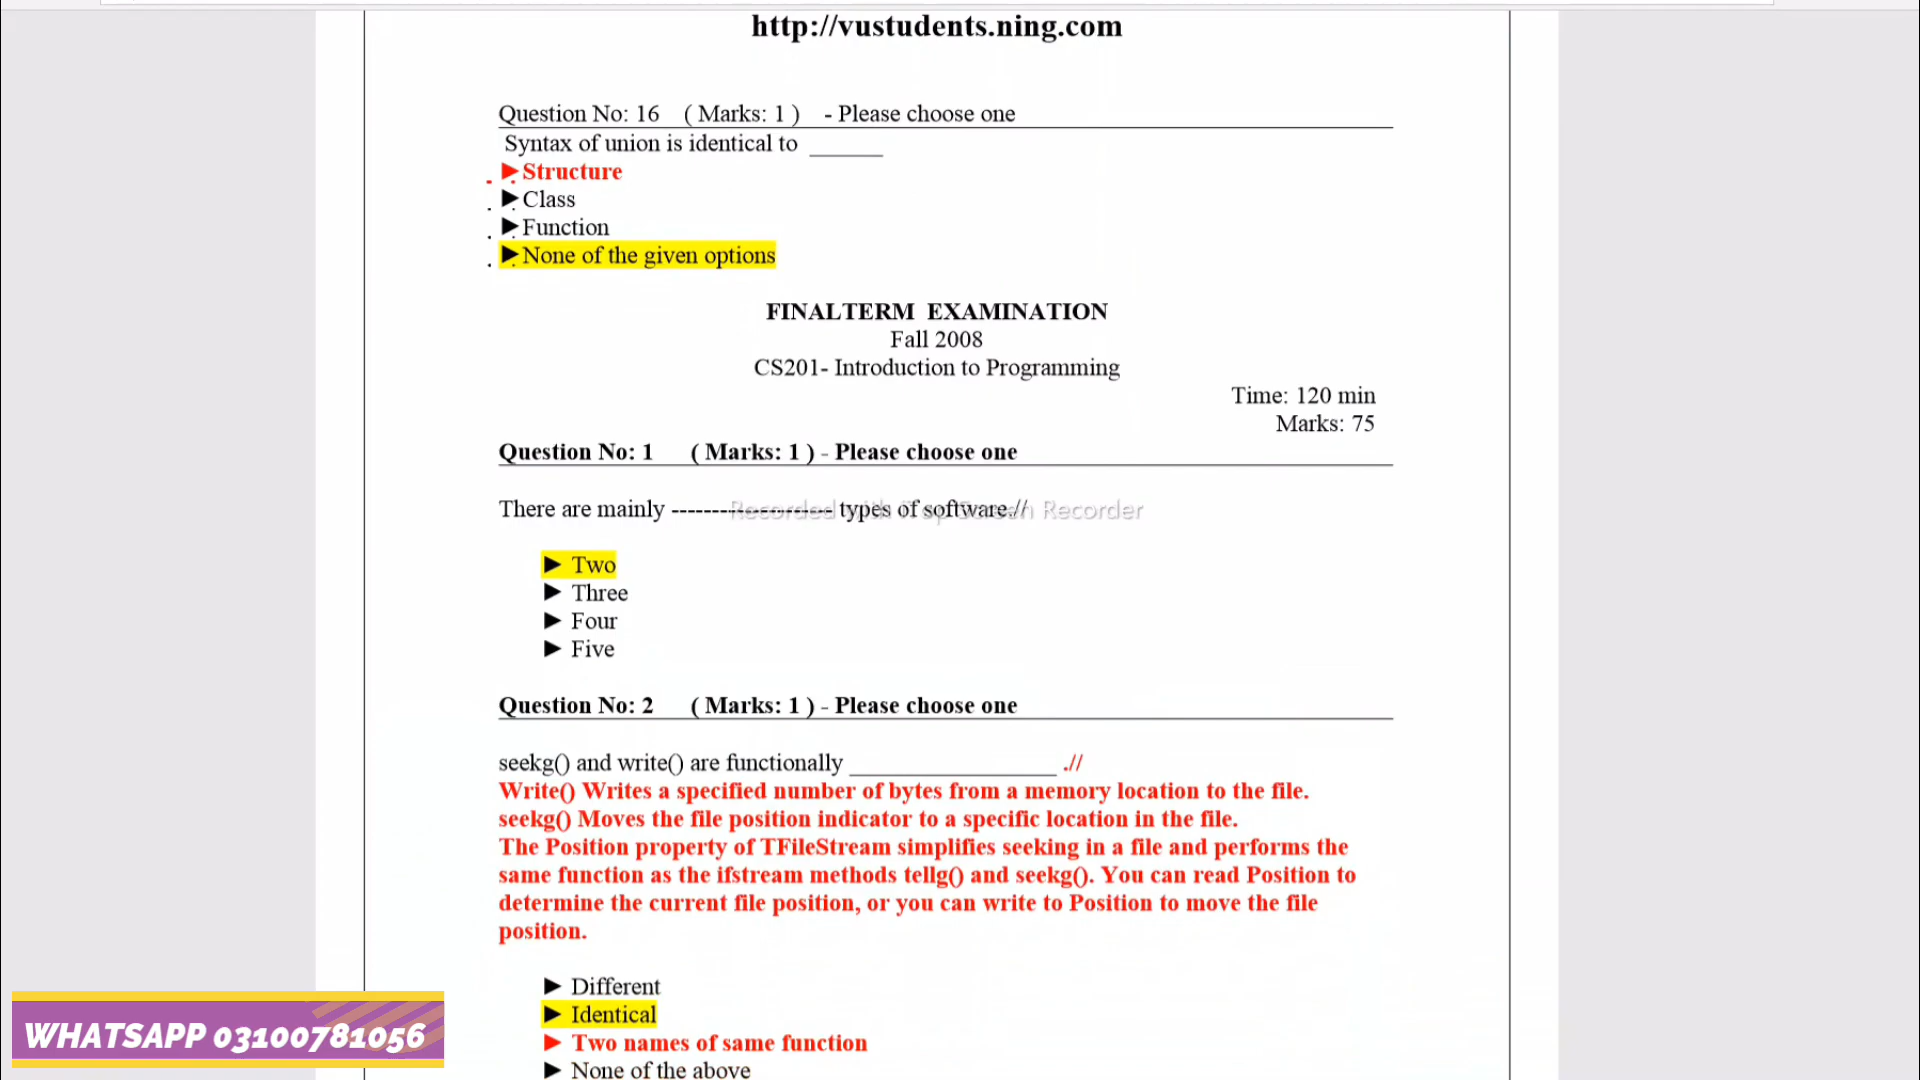 http://vustudents.ning.com
Question No: 16 ( Marks: 1 ) - Please choose one
Syntax of union is identical to ______
►Structure
►Class
►Function
►None of the given options
FINALTERM EXAMINATION
Fall 2008
CS201- Introduction to Programming
Time: 120 min
Marks: 75
Question No: 1 ( Marks: 1 ) - Please choose one
There are mainly ---------------------- types of software.//
Recorded with iTop Screen Recorder
► Two
► Three
► Four
► Five
Question No: 2 ( Marks: 1 ) - Please choose one
seekg() and write() are functionally _________________ .//
Write() Writes a specified number of bytes from a memory location to the file.
seekg() Moves the file position indicator to a specific location in the file.
The Position property of TFileStream simplifies seeking in a file and performs the
same function as the ifstream methods tellg() and seekg(). You can read Position to
determine the current file position, or you can write to Position to move the file
position.
► Different
► Identical
► Two names of same function
► None of the above
WHATSAPP 03100781056